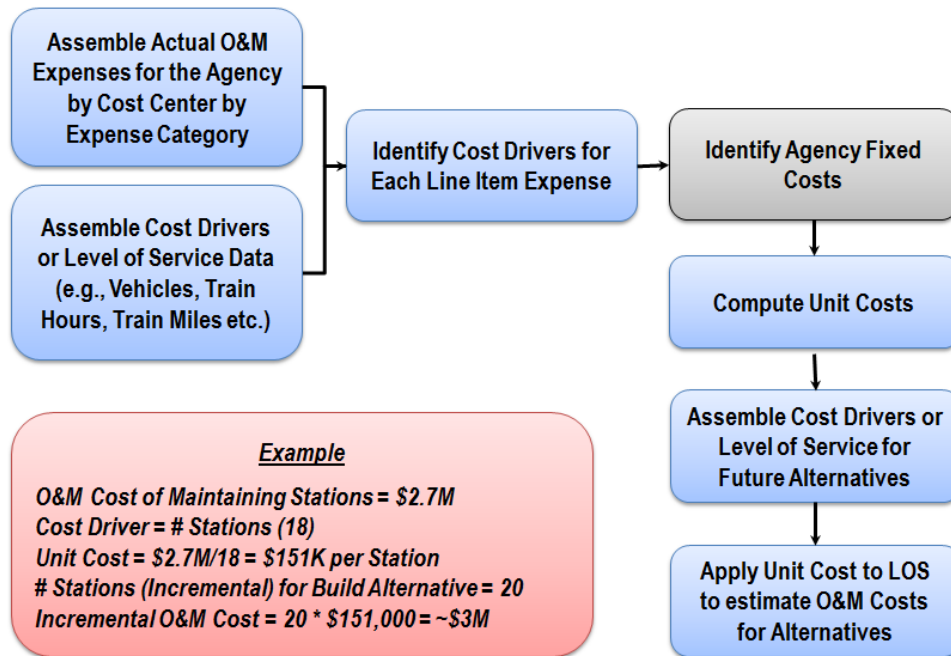 Assemble Actual O&M
Expenses for the Agency
by Cost Center by
Expense Category
Assemble Cost Drivers
or Level of Service Data
(e.g., Vehicles, Train
Hours, Train Miles etc.)
Identify Cost Drivers for
Each Line Item Expense
Identify Agency Fixed
Costs
Compute Unit Costs
Assemble Cost Drivers or
Level of Service for
Future Alternatives
Apply Unit Cost to LOS
to estimate O&M Costs
for Alternatives
Example
O&M Cost of Maintaining Stations = $2.7M
Cost Driver = # Stations (18)
Unit Cost = $2.7M/18 = $151K per Station
# Stations (Incremental) for Build Alternative = 20
Incremental O&M Cost = 20 * $151,000 = ~$3M